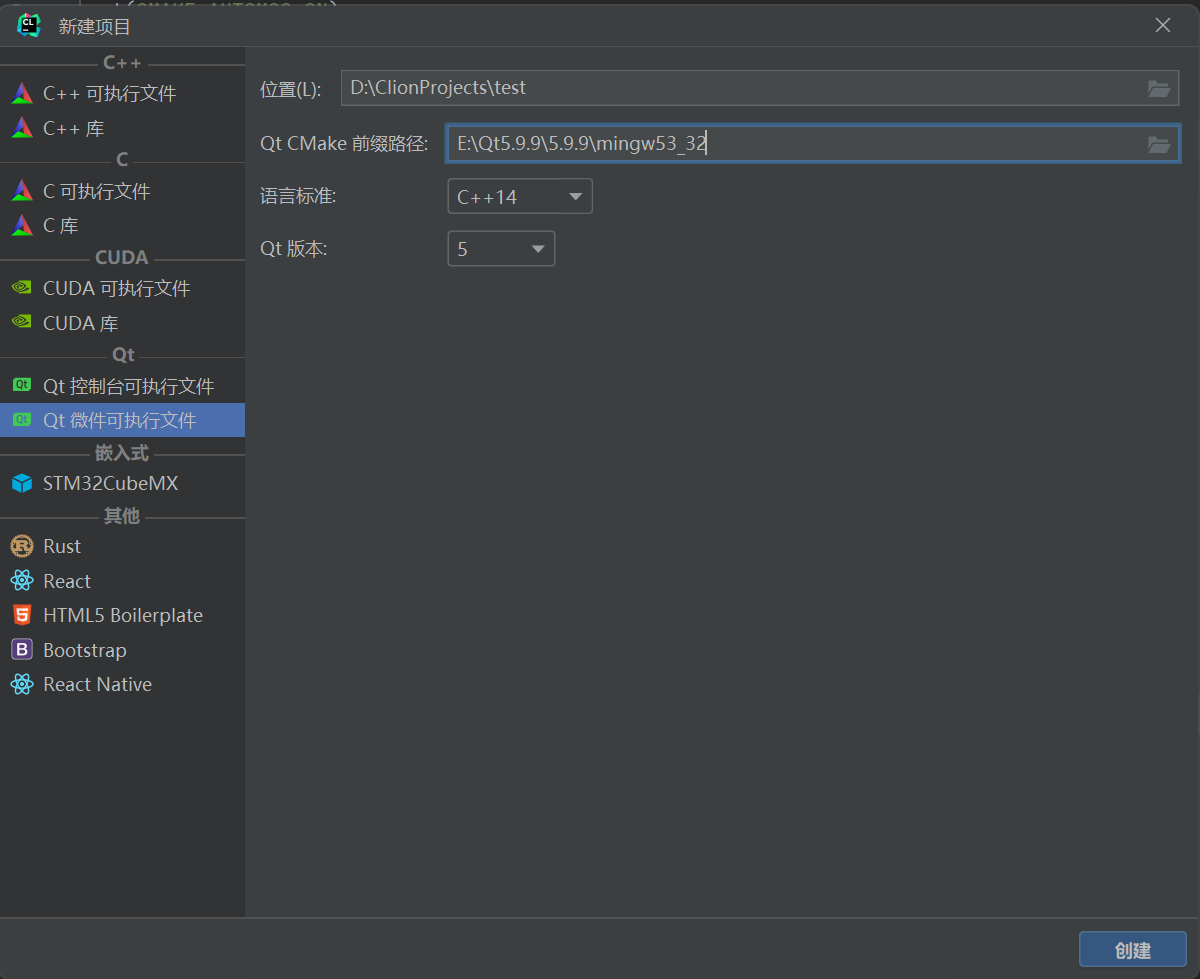 新建项目
C++
C++ 可执行文件
C++ 库
C
C 可执行文件
C 库
CUDA
CUDA 可执行文件
CUDA 库
Qt
Qt 控制台可执行文件
Qt 微件可执行文件
嵌入式
STM32CubeMX
其他
Rust
React
HTML5 Boilerplate
Bootstrap
React Native
位置(L): D:\ClionProjects\test
Qt CMake 前缀路径: E:\Qt5.9.9\5.9.9\mingw53_32
语言标准: C++14
Qt 版本: 5
创建